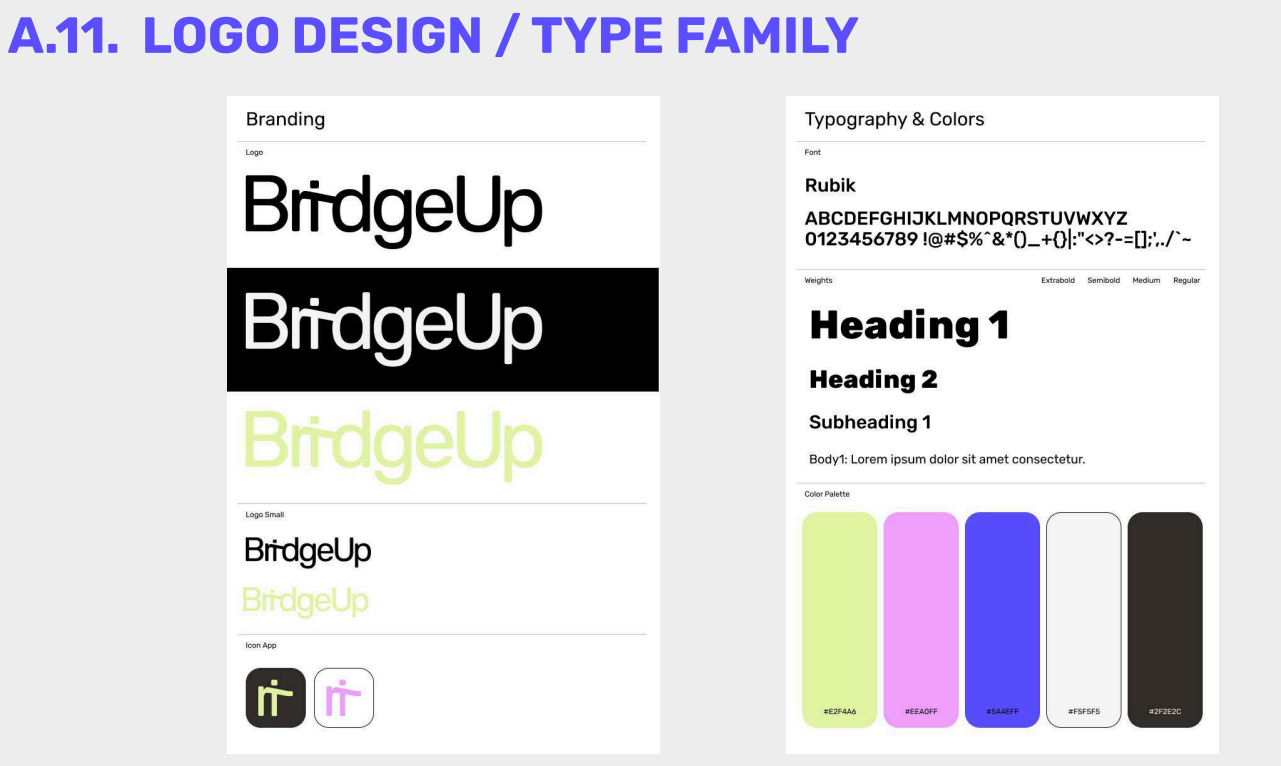 A.11. LOGO DESIGN / TYPE FAMILY
Branding
Logo
BridgeUp
BridgeUp
BridgeUp
Logo Small
BridgeUp
BridgeUp
Icon App
ri
ri
Typography & Colors
Font
Rubik
ABCDEFGHIJKLMNOPQRSTUVWXYZ
0123456789 !@#$%ˆ&*()_+{}|:"<>?-=[];',./`~
Weights
Extrabold Semibold Medium Regular
Heading 1
Heading 2
Subheading 1
Body1: Lorem ipsum dolor sit amet consectetur.
Color Palette
#E2F4A6 #EEA0FF #5A4EFF #F5F5F5 #2F2E2C